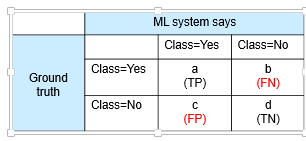 ML system says
Class=Yes Class=No
Ground truth
Class=Yes a (TP) b (FN)
Class=No c (FP) d (TN)